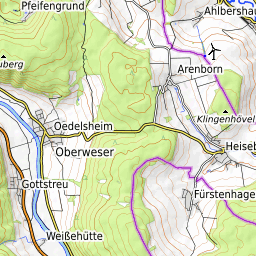 Pfeifengrund
Ahlbersha
uberg
Arenborn
Klingenhövel
Oedelsheim
Oberweser
Heiseb
Gottstreu
Fürstenhage
Weißehütte